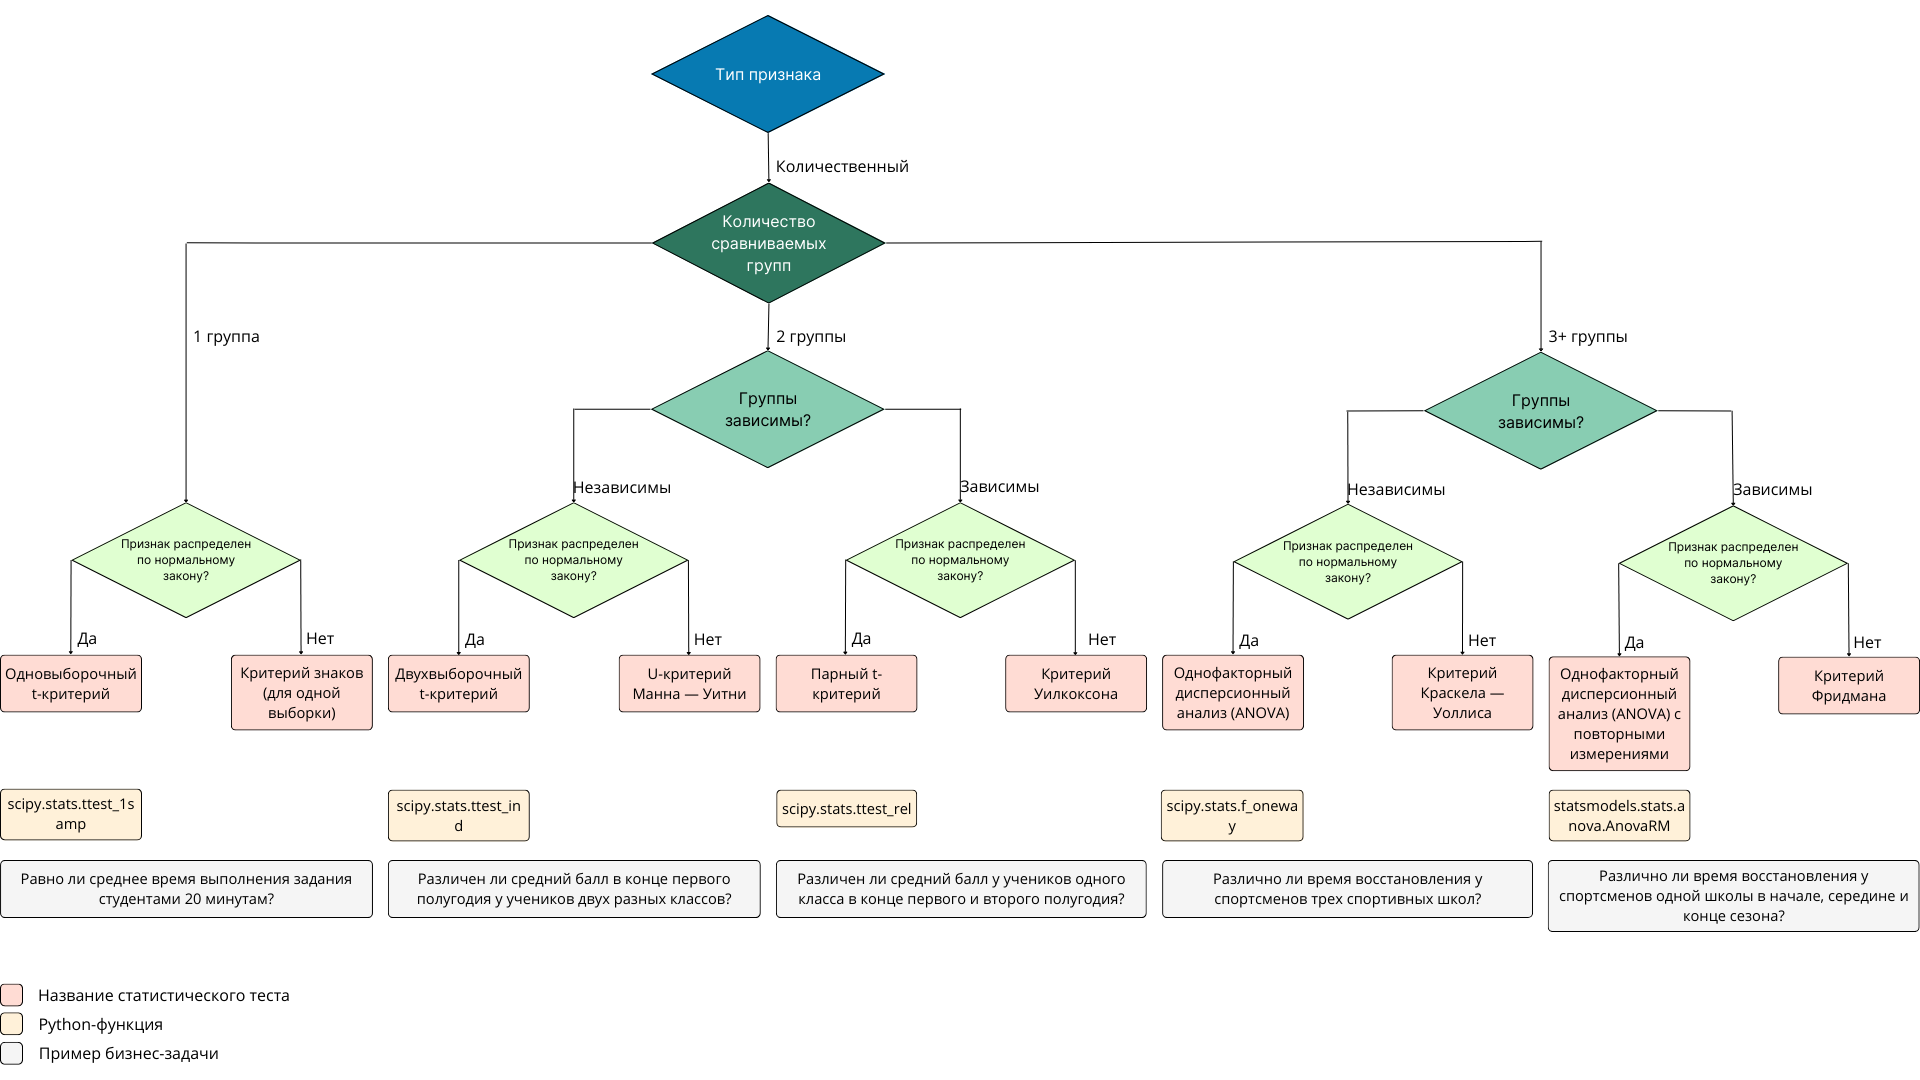 Тип признака
Количественный
Количество
сравниваемых
групп
1 группа
2 группы
3+ группы
Группы
зависимы?
Группы
зависимы?
Независимы
Зависимы
Независимы
Зависимы
Признак распределен
по нормальному
закону?
Признак распределен
по нормальному
закону?
Признак распределен
по нормальному
закону?
Признак распределен
по нормальному
закону?
Признак распределен
по нормальному
закону?
Да
Нет
Да
Нет
Да
Нет
Да
Нет
Да
Нет
Одновыборочный
t-критерий
Критерий знаков
(для одной
выборки)
Двухвыборочный
t-критерий
U-критерий
Манна — Уитни
Парный t-
критерий
Критерий
Уилкоксона
Однофакторный
дисперсионный
анализ (ANOVA)
Критерий
Краскела —
Уоллиса
Однофакторный
дисперсионный
анализ (ANOVA) с
повторными
измерениями
Критерий
Фридмана
scipy.stats.ttest_1s
amp
scipy.stats.ttest_in
d
scipy.stats.ttest_rel
scipy.stats.f_onewa
y
statsmodels.stats.a
nova.AnovaRM
Равно ли среднее время выполнения задания
студентами 20 минутам?
Различен ли средний балл в конце первого
полугодия у учеников двух разных классов?
Различен ли средний балл у учеников одного
класса в конце первого и второго полугодия?
Различно ли время восстановления у
спортсменов трех спортивных школ?
Различно ли время восстановления у
спортсменов одной школы в начале, середине и
конце сезона?
Название статистического теста
Python-функция
Пример бизнес-задачи